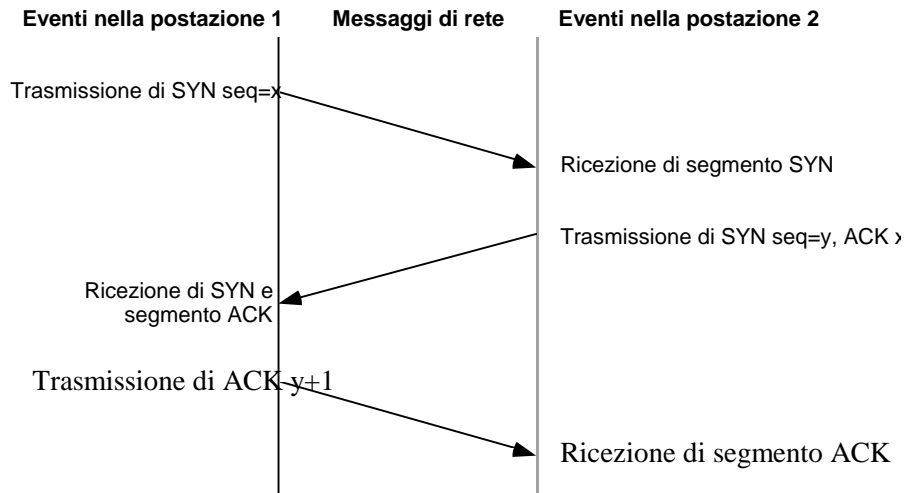 Eventi nella postazione 1
Messaggi di rete
Eventi nella postazione 2
Trasmissione di SYN seq=x
Ricezione di segmento SYN
Trasmissione di SYN seq=y, ACK x
Ricezione di SYN e
segmento ACK
Trasmissione di ACK y+1
Ricezione di segmento ACK